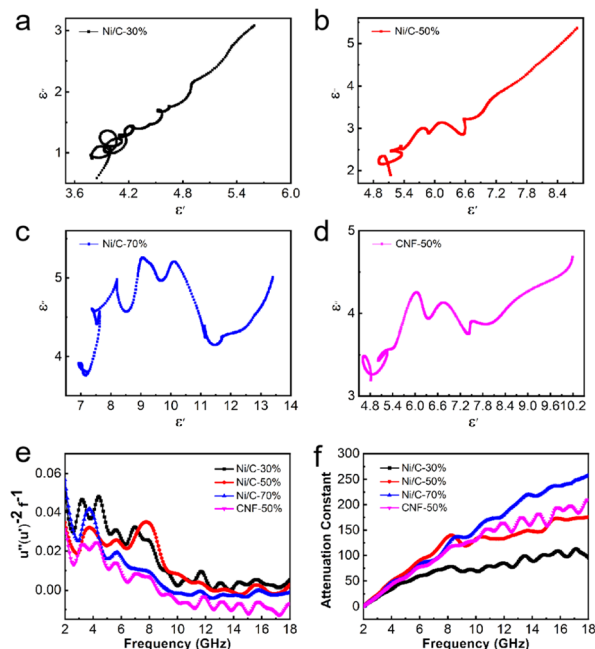 a
Ni/C-30%
3
2
1
ε''
3.6 4.2 4.8 5.4 6.0
ε′
b
Ni/C-50%
5
4
3
2
ε''
4.8 5.4 6.0 6.6 7.2 7.8 8.4
ε′
c
Ni/C-70%
5
4
ε''
7 8 9 10 11 12 13 14
ε′
d
CNF-50%
5
4
3
ε''
4.8 5.4 6.0 6.6 7.2 7.8 8.4 9.0 9.6 10.2
ε′
e
Ni/C-30%
Ni/C-50%
Ni/C-70%
CNF-50%
0.06
0.04
0.02
0.00
u''(u')⁻² f⁻¹
2 4 6 8 10 12 14 16 18
Frequency (GHz)
f
Ni/C-30%
Ni/C-50%
Ni/C-70%
CNF-50%
300
250
200
150
100
50
0
Attenuation Constant
2 4 6 8 10 12 14 16 18
Frequency (GHz)